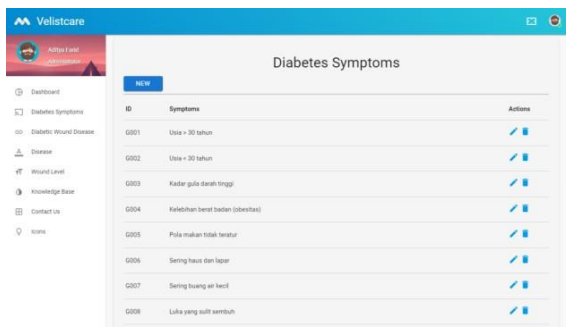 Velistcare
Aditya Farid
Administrator
Dashboard
Diabetes Symptoms
Diabetic Wound Disease
Disease
Wound Level
Knowledge Base
Contact Us
Icons
Diabetes Symptoms
NEW
ID Symptoms Actions
G001 Usia > 30 tahun
G002 Usia < 30 tahun
G003 Kadar gula darah tinggi
G004 Kelebihan berat badan (obesitas)
G005 Pola makan tidak teratur
G006 Sering haus dan lapar
G007 Sering buang air kecil
G008 Luka yang sulit sembuh